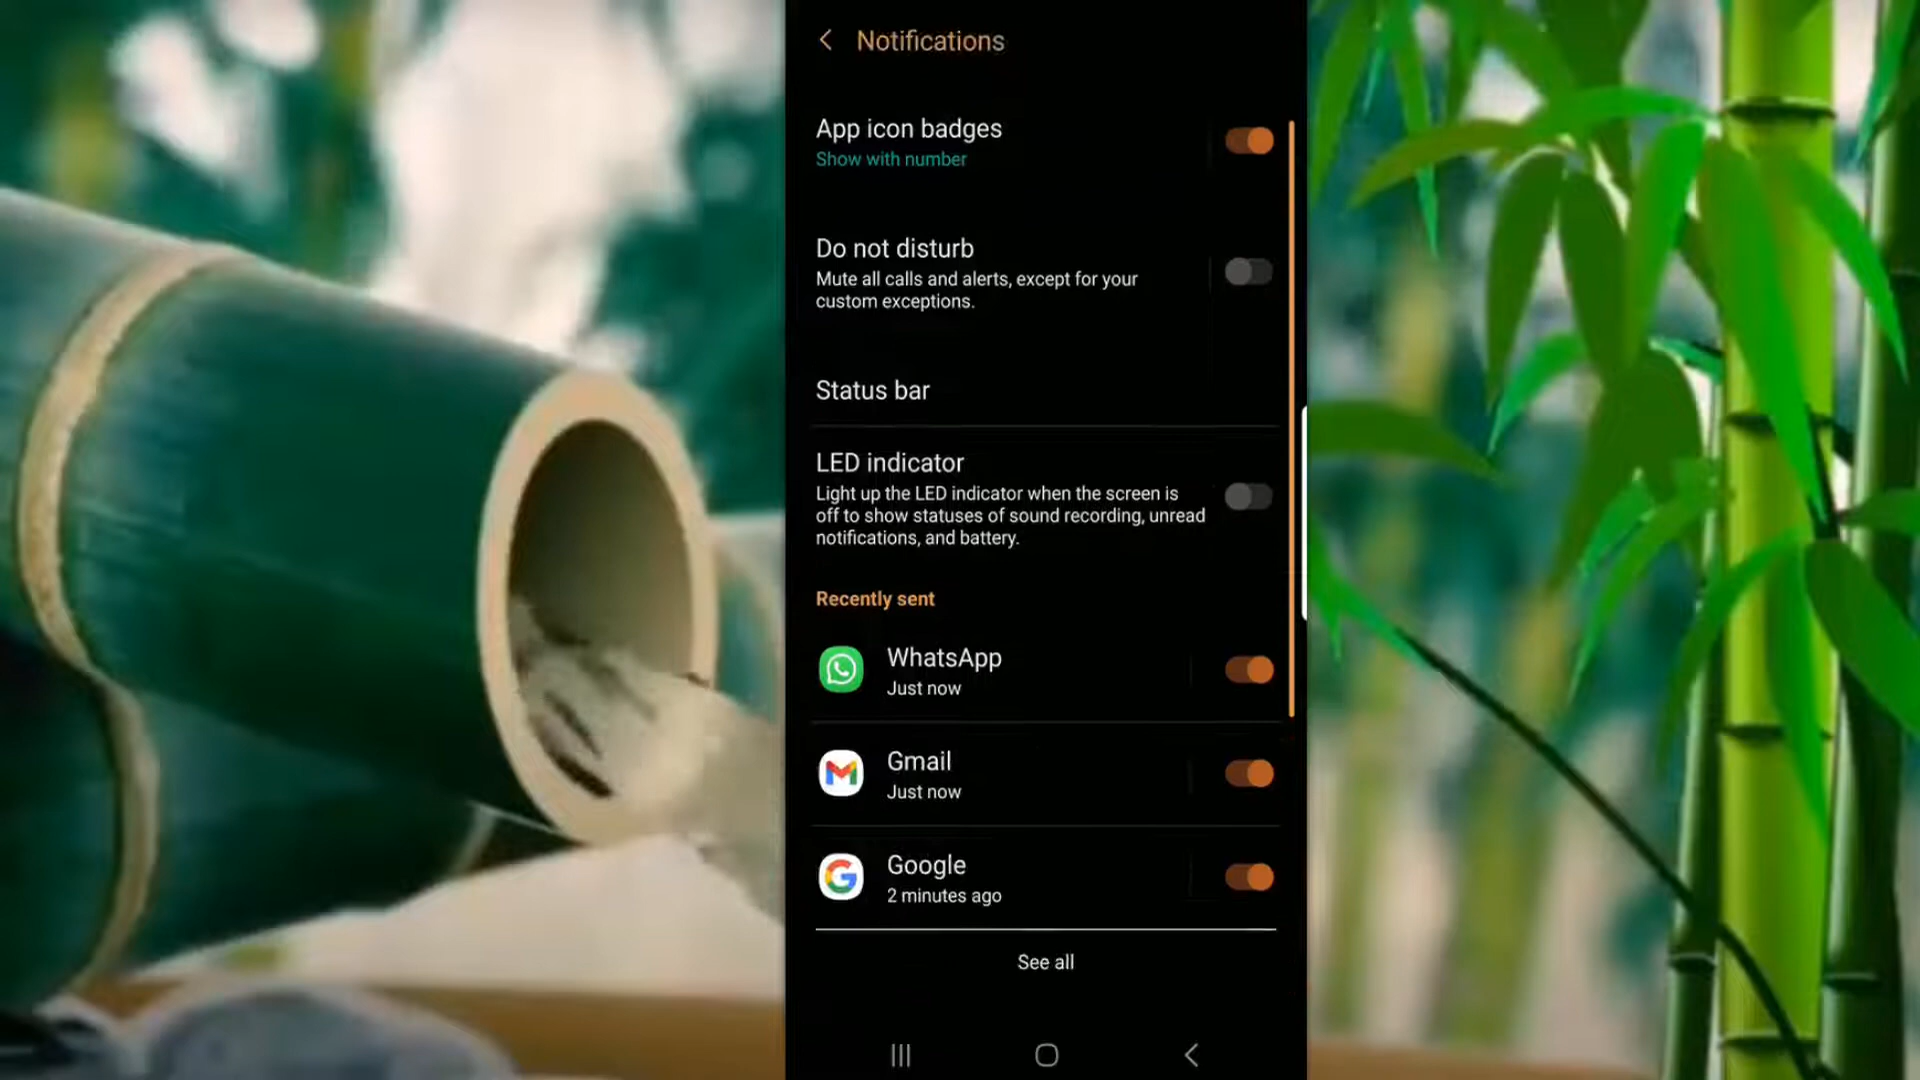 Notifications
App icon badges
Show with number
Do not disturb
Mute all calls and alerts, except for your
custom exceptions.
Status bar
LED indicator
Light up the LED indicator when the screen is
off to show statuses of sound recording, unread
notifications, and battery.
Recently sent
WhatsApp
Just now
Gmail
Just now
Google
2 minutes ago
See all